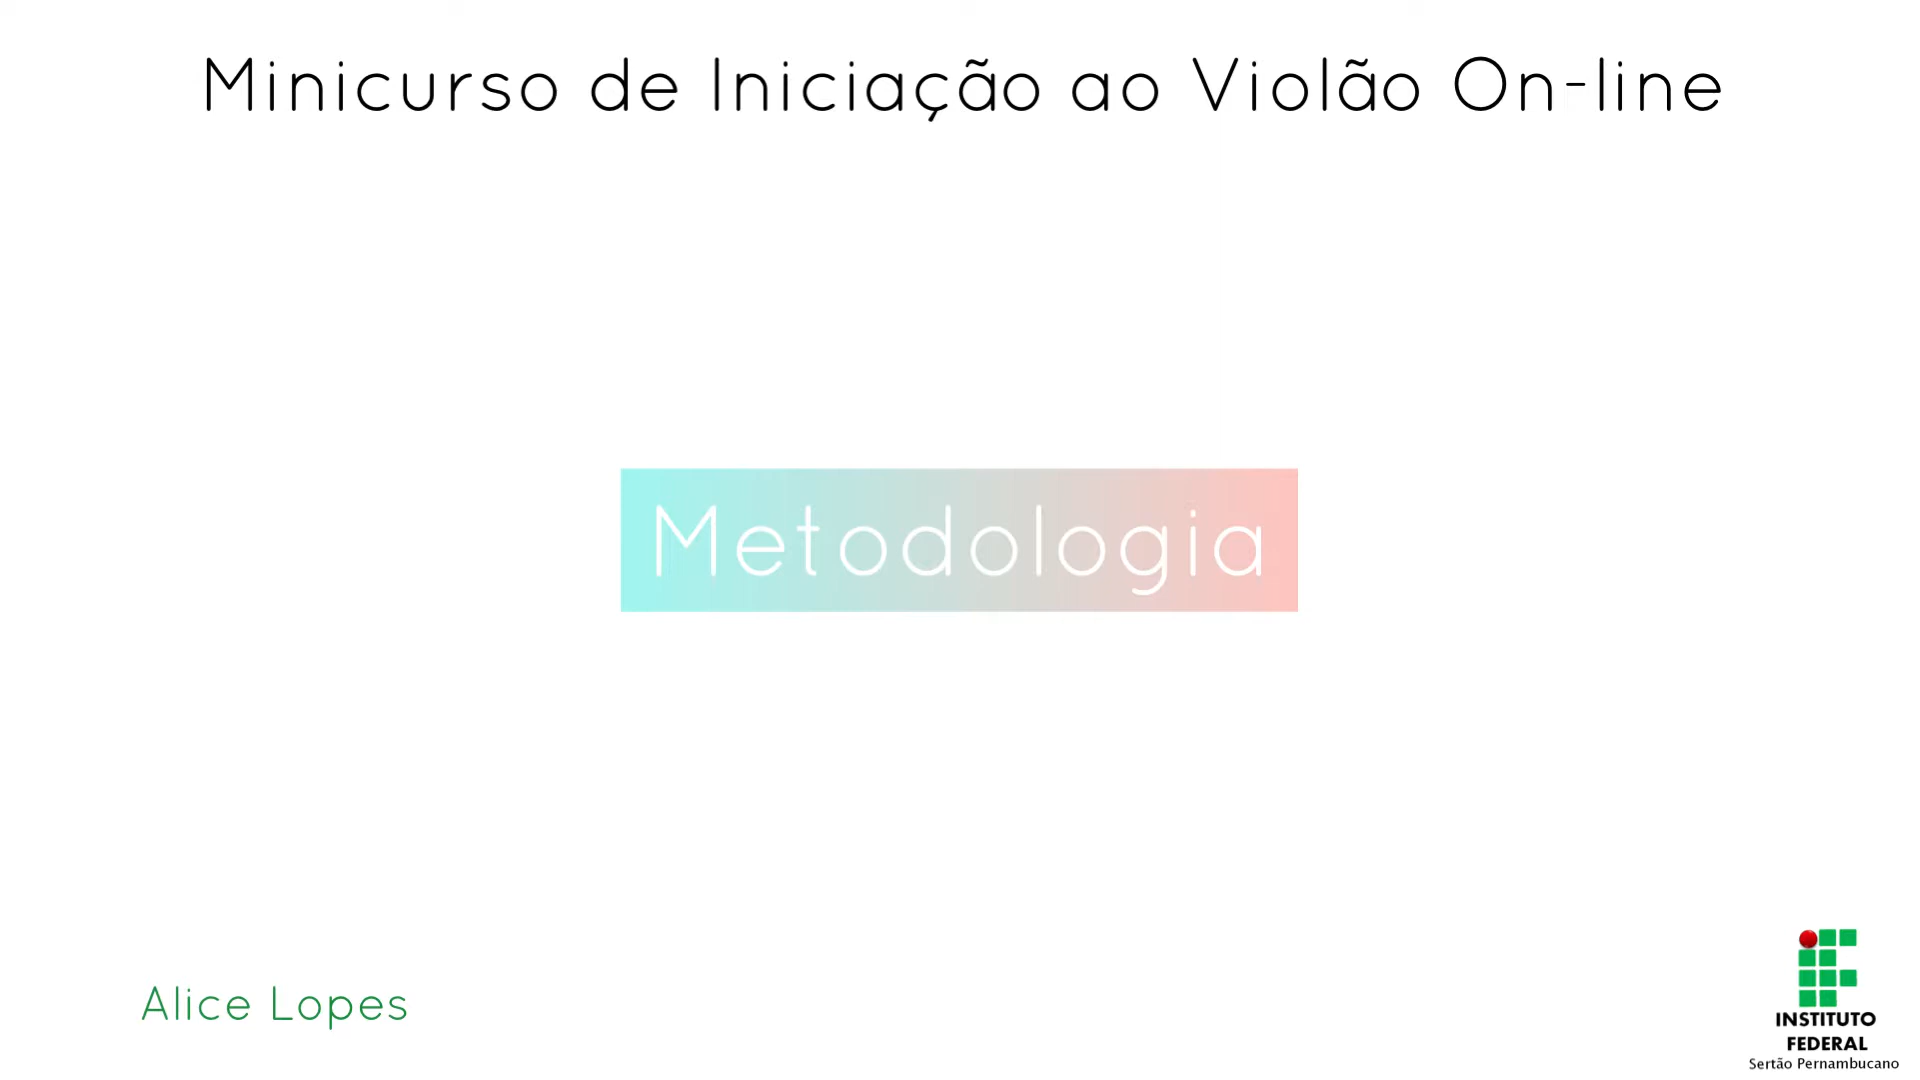 Minicurso de Iniciação ao Violão On-line
Metodologia
Alice Lopes
INSTITUTO
FEDERAL
Sertão Pernambucano